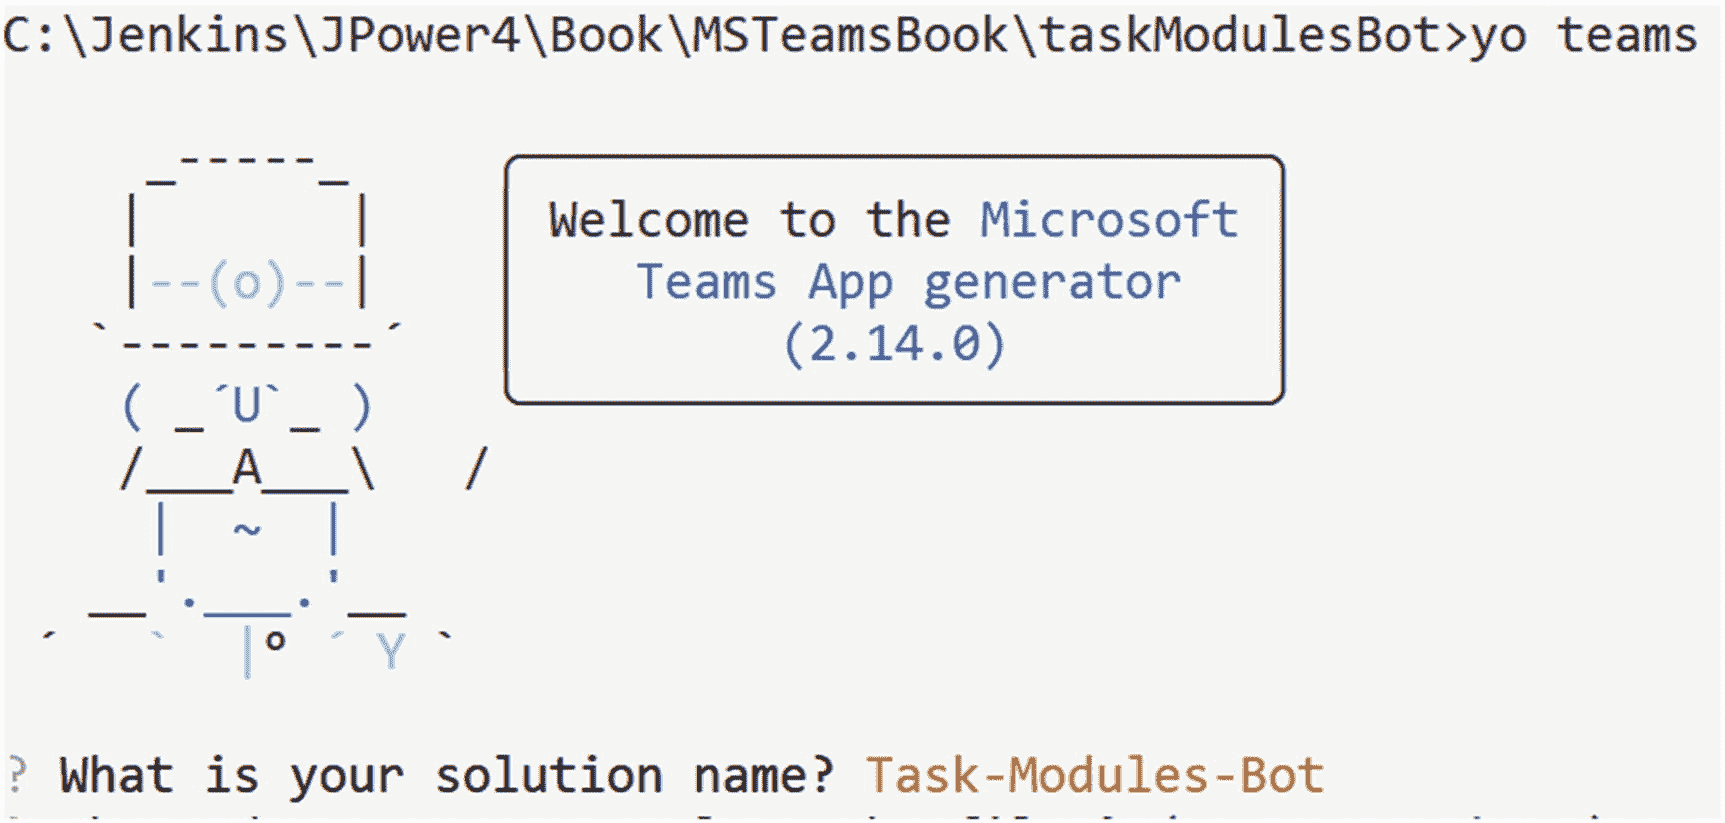 C:\Jenkins\JPower4\Book\MSTeamsBook\taskModulesBot>yo teams
Welcome to the Microsoft
Teams App generator
(2.14.0)
? What is your solution name? Task-Modules-Bot